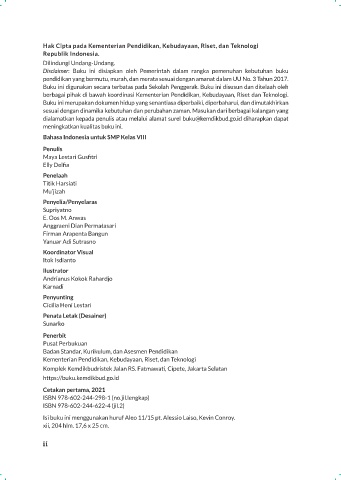 Hak Cipta pada Kementerian Pendidikan, Kebudayaan, Riset, dan Teknologi
Republik Indonesia.
Dilindungi Undang-Undang.
Disclaimer: Buku ini disiapkan oleh Pemerintah dalam rangka pemenuhan kebutuhan buku
pendidikan yang bermutu, murah, dan merata sesuai dengan amanat dalam UU No. 3 Tahun 2017.
Buku ini digunakan secara terbatas pada Sekolah Penggerak. Buku ini disusun dan ditelaah oleh
berbagai pihak di bawah koordinasi Kementerian Pendidikan, Kebudayaan, Riset dan Teknologi.
Buku ini merupakan dokumen hidup yang senantiasa diperbaiki, diperbaharui, dan dimutakhirkan
sesuai dengan dinamika kebutuhan dan perubahan zaman. Masukan dari berbagai kalangan yang
dialamatkan kepada penulis atau melalui alamat surel buku@kemdikbud.go.id diharapkan dapat
meningkatkan kualitas buku ini.
Bahasa Indonesia untuk SMP Kelas VIII
Penulis
Maya Lestari Gusfitri
Elly Delfia
Penelaah
Titik Harsiati
Mu'jizah
Penyelia/Penyelaras
Supriyatno
E. Oos M. Anwas
Anggraeni Dian Permatasari
Firman Arapenta Bangun
Yanuar Adi Sutrasno
Koordinator Visual
Itok Isdianto
Ilustrator
Andrianus Kokok Rahardjo
Karnadi
Penyunting
Cicilia Heni Lestari
Penata Letak (Desainer)
Sunarko
Penerbit
Pusat Perbukuan
Badan Standar, Kurikulum, dan Asesmen Pendidikan
Kementerian Pendidikan, Kebudayaan, Riset, dan Teknologi
Komplek Kemdikbudristek Jalan RS. Fatmawati, Cipete, Jakarta Selatan
https://buku.kemdikbud.go.id
Cetakan pertama, 2021
ISBN 978-602-244-298-1 (no.jil.lengkap)
ISBN 978-602-244-622-4 (jil.2)
Isi buku ini menggunakan huruf Aleo 11/15 pt. Alessio Laiso, Kevin Conroy.
xii, 204 hlm. 17,6 x 25 cm.
ii